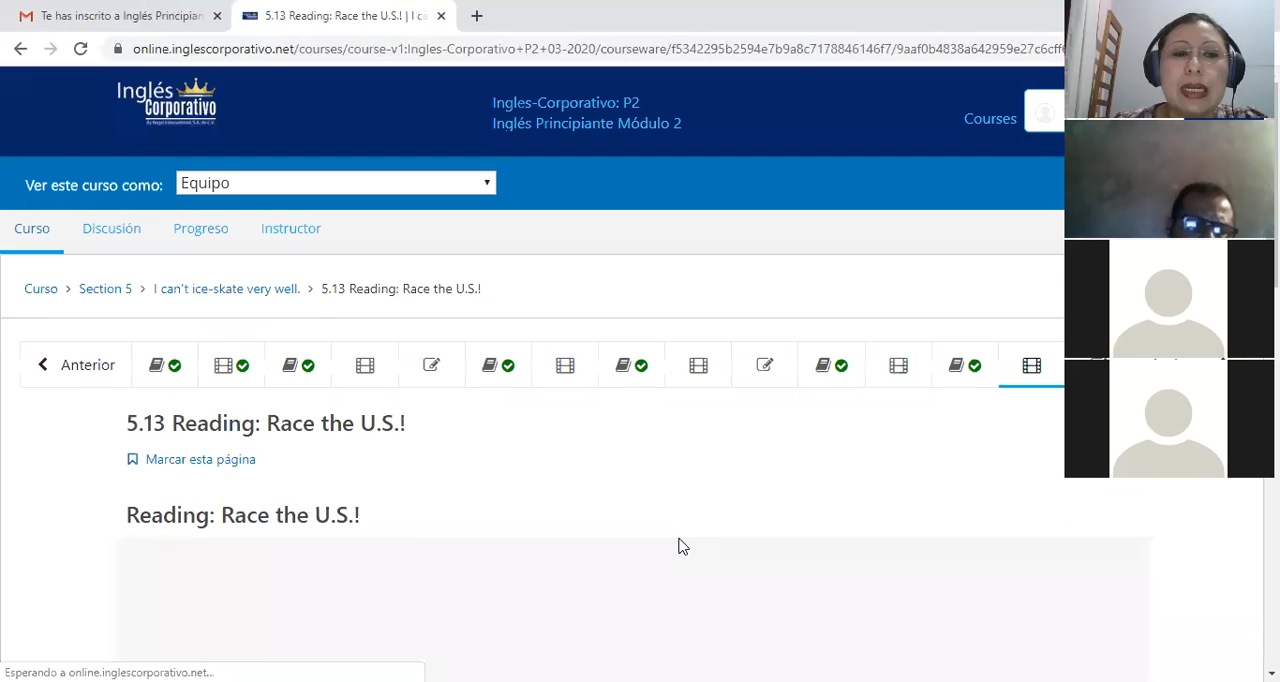 Te has inscrito a Inglés Principian
5.13 Reading: Race the U.S.! | I ca
online.inglescorporativo.net/courses/course-v1:Ingles-Corporativo+P2+03-2020/courseware/f5342295b2594e7b9a8c7178846146f7/9aaf0b4838a642959e27c6cff
Inglés
Corporativo
Ingles-Corporativo: P2
Inglés Principiante Módulo 2
Courses
Ver este curso como:
Equipo
Curso
Discusión
Progreso
Instructor
Curso > Section 5 > I can't ice-skate very well. > 5.13 Reading: Race the U.S.!
Anterior
5.13 Reading: Race the U.S.!
Marcar esta página
Reading: Race the U.S.!
Esperando a online.inglescorporativo.net...